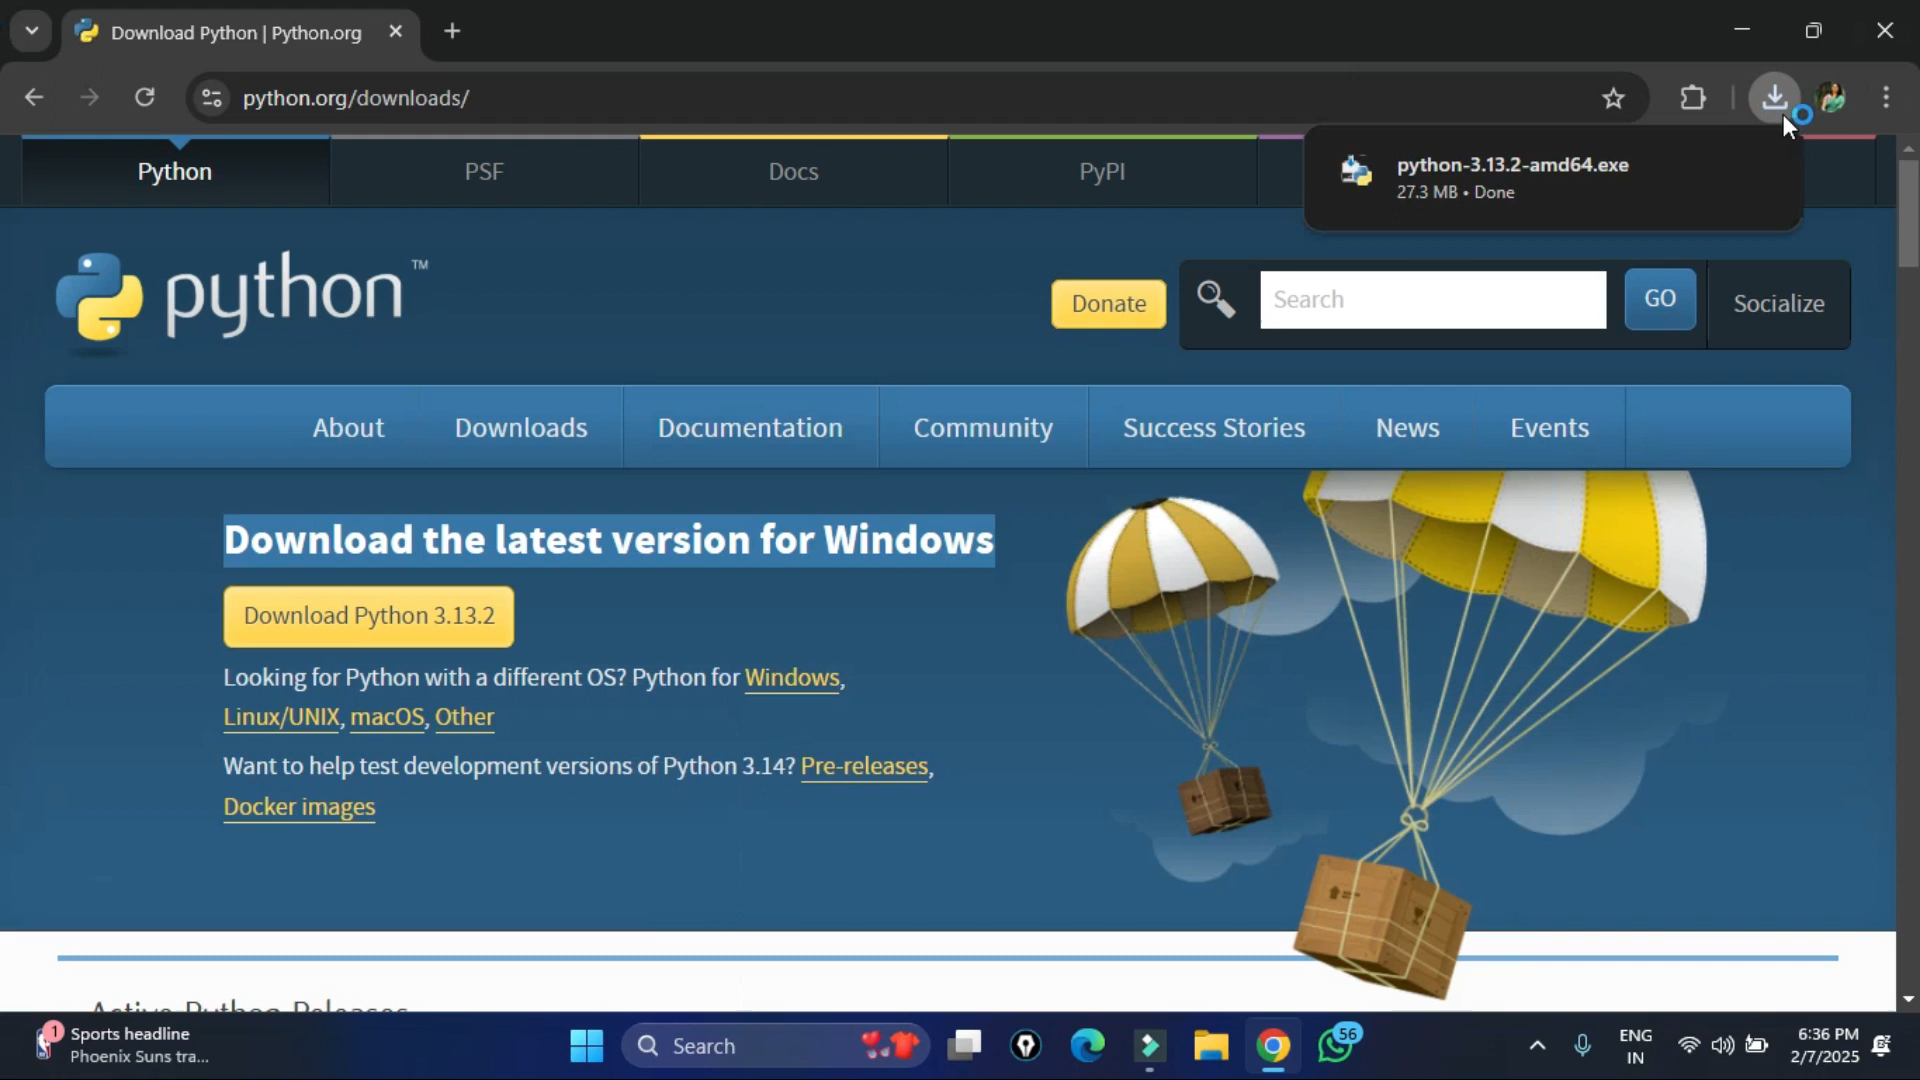 Download Python | Python.org
python.org/downloads/
python-3.13.2-amd64.exe
27.3 MB • Done
Python
PSF
Docs
PyPI
python™
Donate
Search
GO
Socialize
About
Downloads
Documentation
Community
Success Stories
News
Events
Download the latest version for Windows
Download Python 3.13.2
Looking for Python with a different OS? Python for Windows,
Linux/UNIX, macOS, Other
Want to help test development versions of Python 3.14? Pre-releases,
Docker images
Active Python Releases
1
Sports headline
Phoenix Suns tra...
Search
56
ENG
IN
6:36 PM
2/7/2025